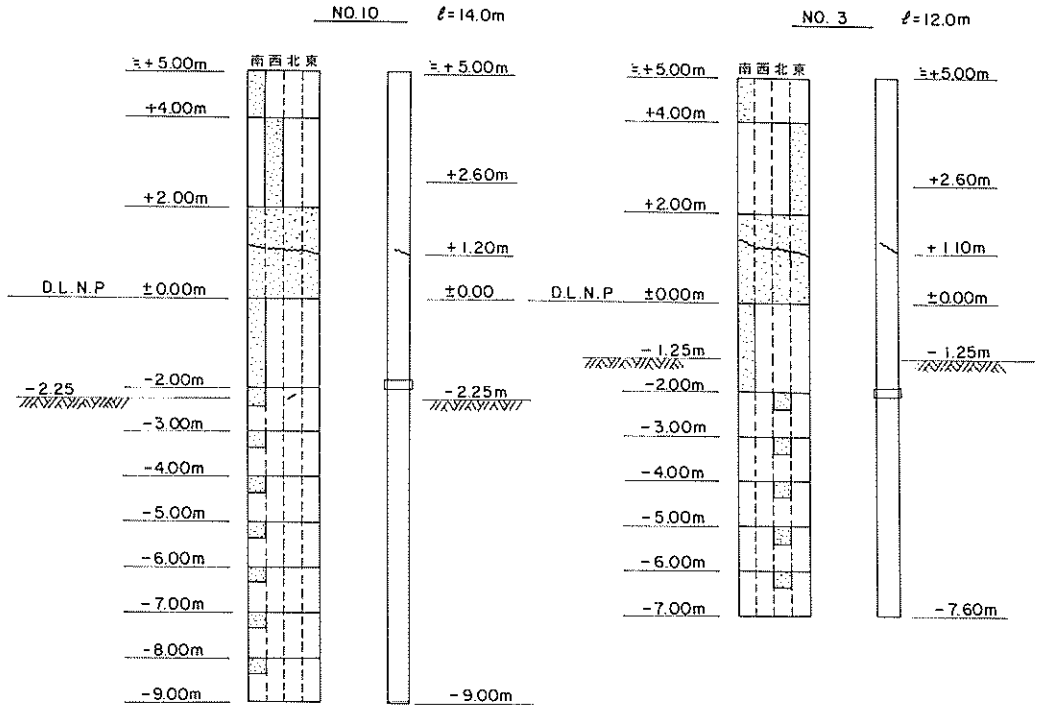 NO.10 ℓ=14.0m
南 西 北 東
≒+5.00m
+4.00m
+2.00m
D.L.N.P ±0.00m
-2.00m
-2.25
-3.00m
-4.00m
-5.00m
-6.00m
-7.00m
-8.00m
-9.00m
≒+5.00m
+2.60m
+1.20m
±0.00
-2.25m
-9.00m
NO. 3 ℓ=12.0m
南 西 北 東
≒+5.00m
+4.00m
+2.00m
D.L.N.P ±0.00m
-1.25m
-2.00m
-3.00m
-4.00m
-5.00m
-6.00m
-7.00m
≒+5.00m
+2.60m
+1.10m
±0.00m
-1.25m
-7.60m